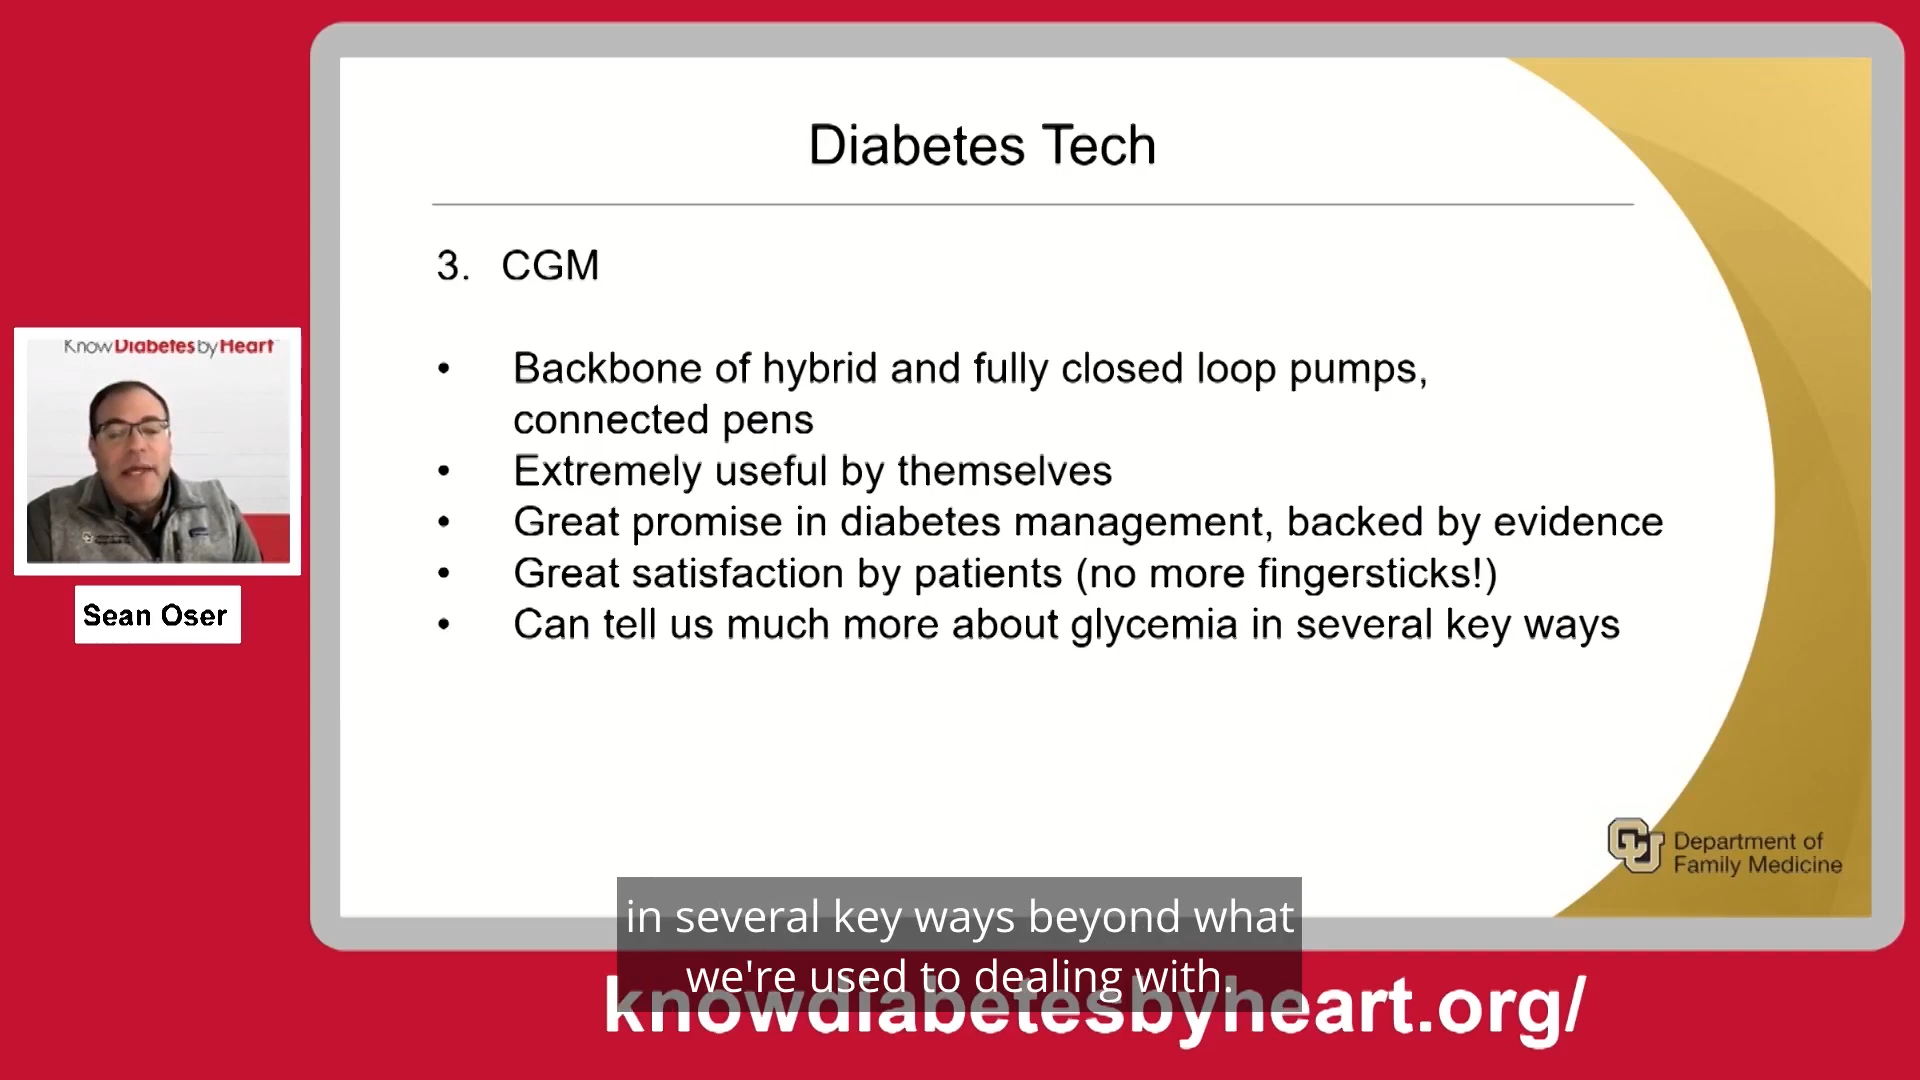 Diabetes Tech
3. CGM
• Backbone of hybrid and fully closed loop pumps,
connected pens
• Extremely useful by themselves
• Great promise in diabetes management, backed by evidence
• Great satisfaction by patients (no more fingersticks!)
• Can tell us much more about glycemia in several key ways
Know Diabetes by Heart
Sean Oser
CU
Department of
Family Medicine
in several key ways beyond what
we're used to dealing with.
knowdiabetesbyheart.org/